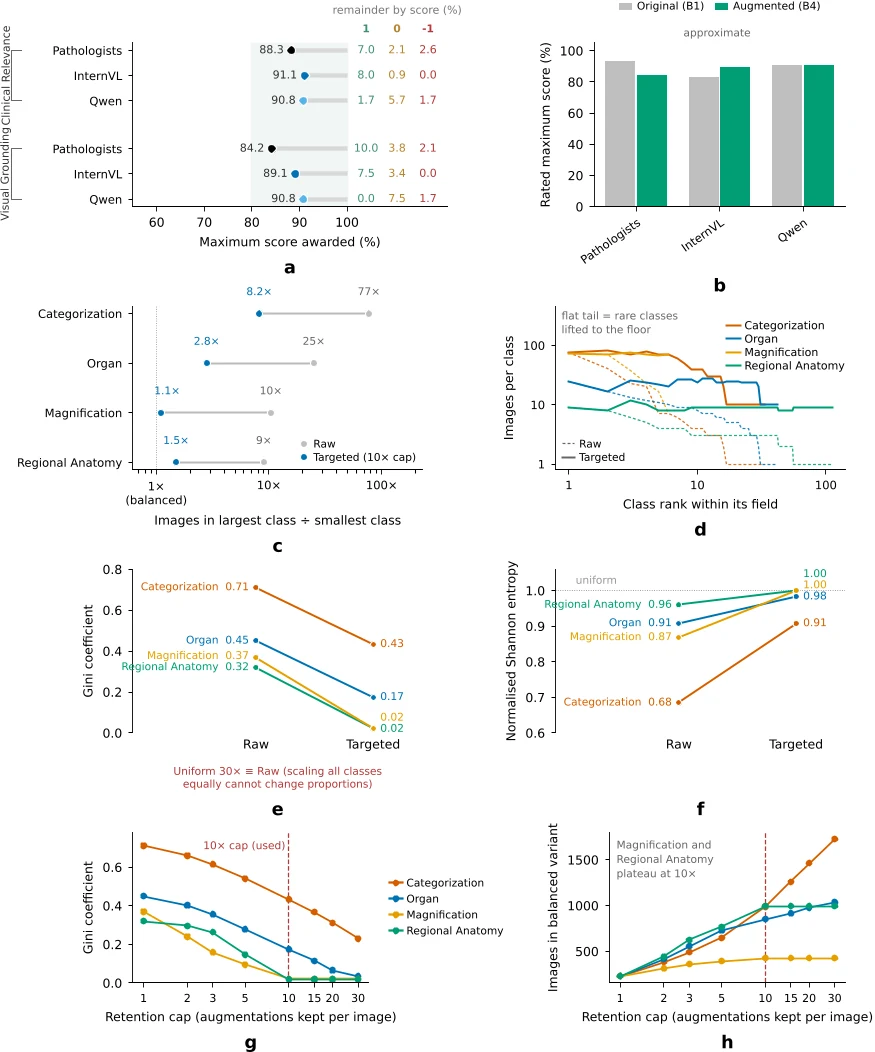 remainder by score (%)
1 0 -1
Clinical Relevance
Pathologists 88.3 7.0 2.1 2.6
InternVL 91.1 8.0 0.9 0.0
Qwen 90.8 1.7 5.7 1.7
Visual Grounding
Pathologists 84.2 10.0 3.8 2.1
InternVL 89.1 7.5 3.4 0.0
Qwen 90.8 0.0 7.5 1.7
60 70 80 90 100
Maximum score awarded (%)
a
Original (B1) Augmented (B4)
approximate
Rated maximum score (%)
100
80
60
40
20
0
Pathologists InternVL Qwen
b
8.2× 77×
Categorization
2.8× 25×
Organ
1.1× 10×
Magnification
1.5× 9×
Regional Anatomy
Raw
Targeted (10× cap)
1× 10× 100×
(balanced)
Images in largest class ÷ smallest class
c
flat tail = rare classes
lifted to the floor
Categorization
Organ
Magnification
Regional Anatomy
Images per class
100
10
1
Raw
Targeted
1 10 100
Class rank within its field
d
Gini coefficient
0.8
0.6
0.4
0.2
0.0
Categorization 0.71
Organ 0.45
Magnification 0.37
Regional Anatomy 0.32
0.43
0.17
0.02
0.02
Raw Targeted
Uniform 30× ≡ Raw (scaling all classes
equally cannot change proportions)
e
Normalised Shannon entropy
1.0
0.9
0.8
0.7
0.6
uniform
Regional Anatomy 0.96
Organ 0.91
Magnification 0.87
Categorization 0.68
1.00
1.00
0.98
0.91
Raw Targeted
f
Gini coefficient
0.6
0.4
0.2
0.0
10× cap (used)
Categorization
Organ
Magnification
Regional Anatomy
1 2 3 5 10 15 20 30
Retention cap (augmentations kept per image)
g
Images in balanced variant
1500
1000
500
Magnification and
Regional Anatomy
plateau at 10×
1 2 3 5 10 15 20 30
Retention cap (augmentations kept per image)
h